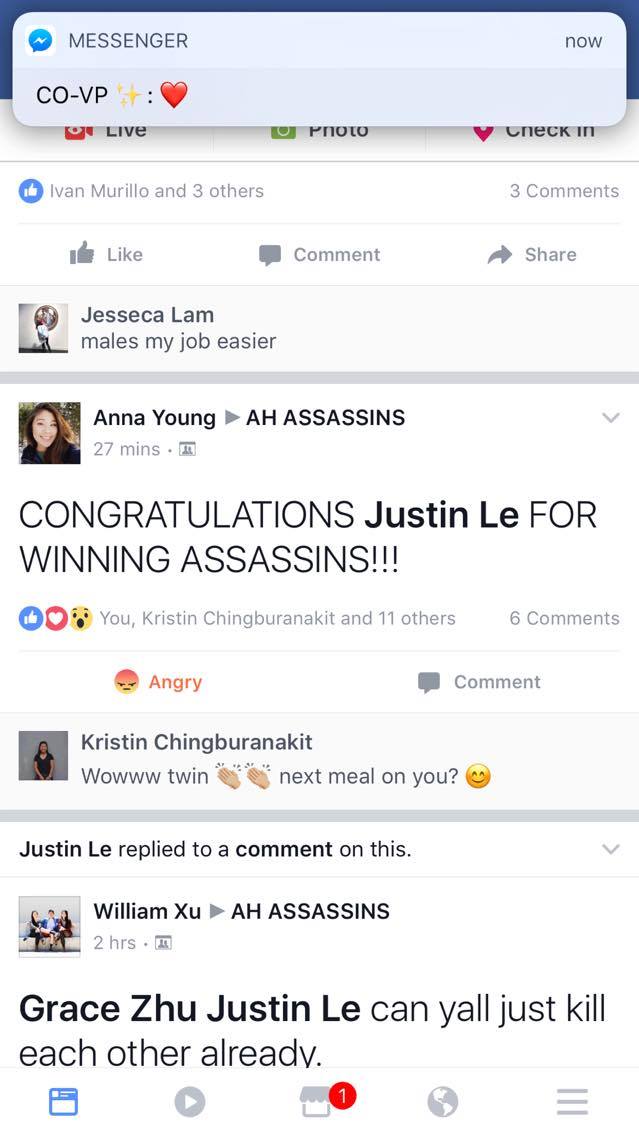 MESSENGER now
CO-VP ✨ : ❤️
Live Photo Check In
Ivan Murillo and 3 others 3 Comments
Like Comment Share
Jesseca Lam
males my job easier
Anna Young ▶ AH ASSASSINS
27 mins ·
CONGRATULATIONS Justin Le FOR
WINNING ASSASSINS!!!
You, Kristin Chingburanakit and 11 others 6 Comments
😡 Angry Comment
Kristin Chingburanakit
Wowww twin 👏🏼👏🏼 next meal on you? 😊
Justin Le replied to a comment on this.
William Xu ▶ AH ASSASSINS
2 hrs ·
Grace Zhu Justin Le can yall just kill
each other already.
1